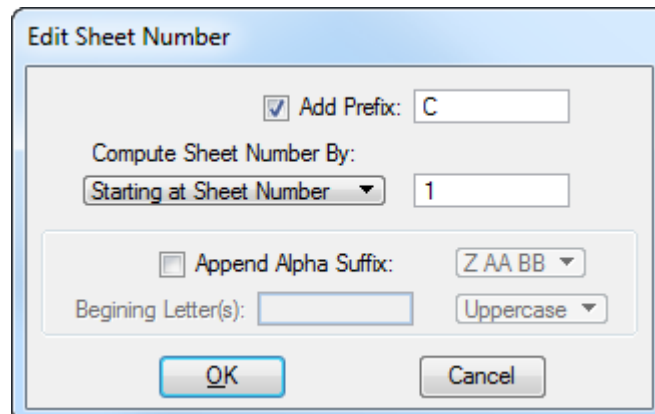 Edit Sheet Number
Add Prefix: C
Compute Sheet Number By:
Starting at Sheet Number 1
Append Alpha Suffix: Z AA BB
Begining Letter(s): Uppercase
OK Cancel